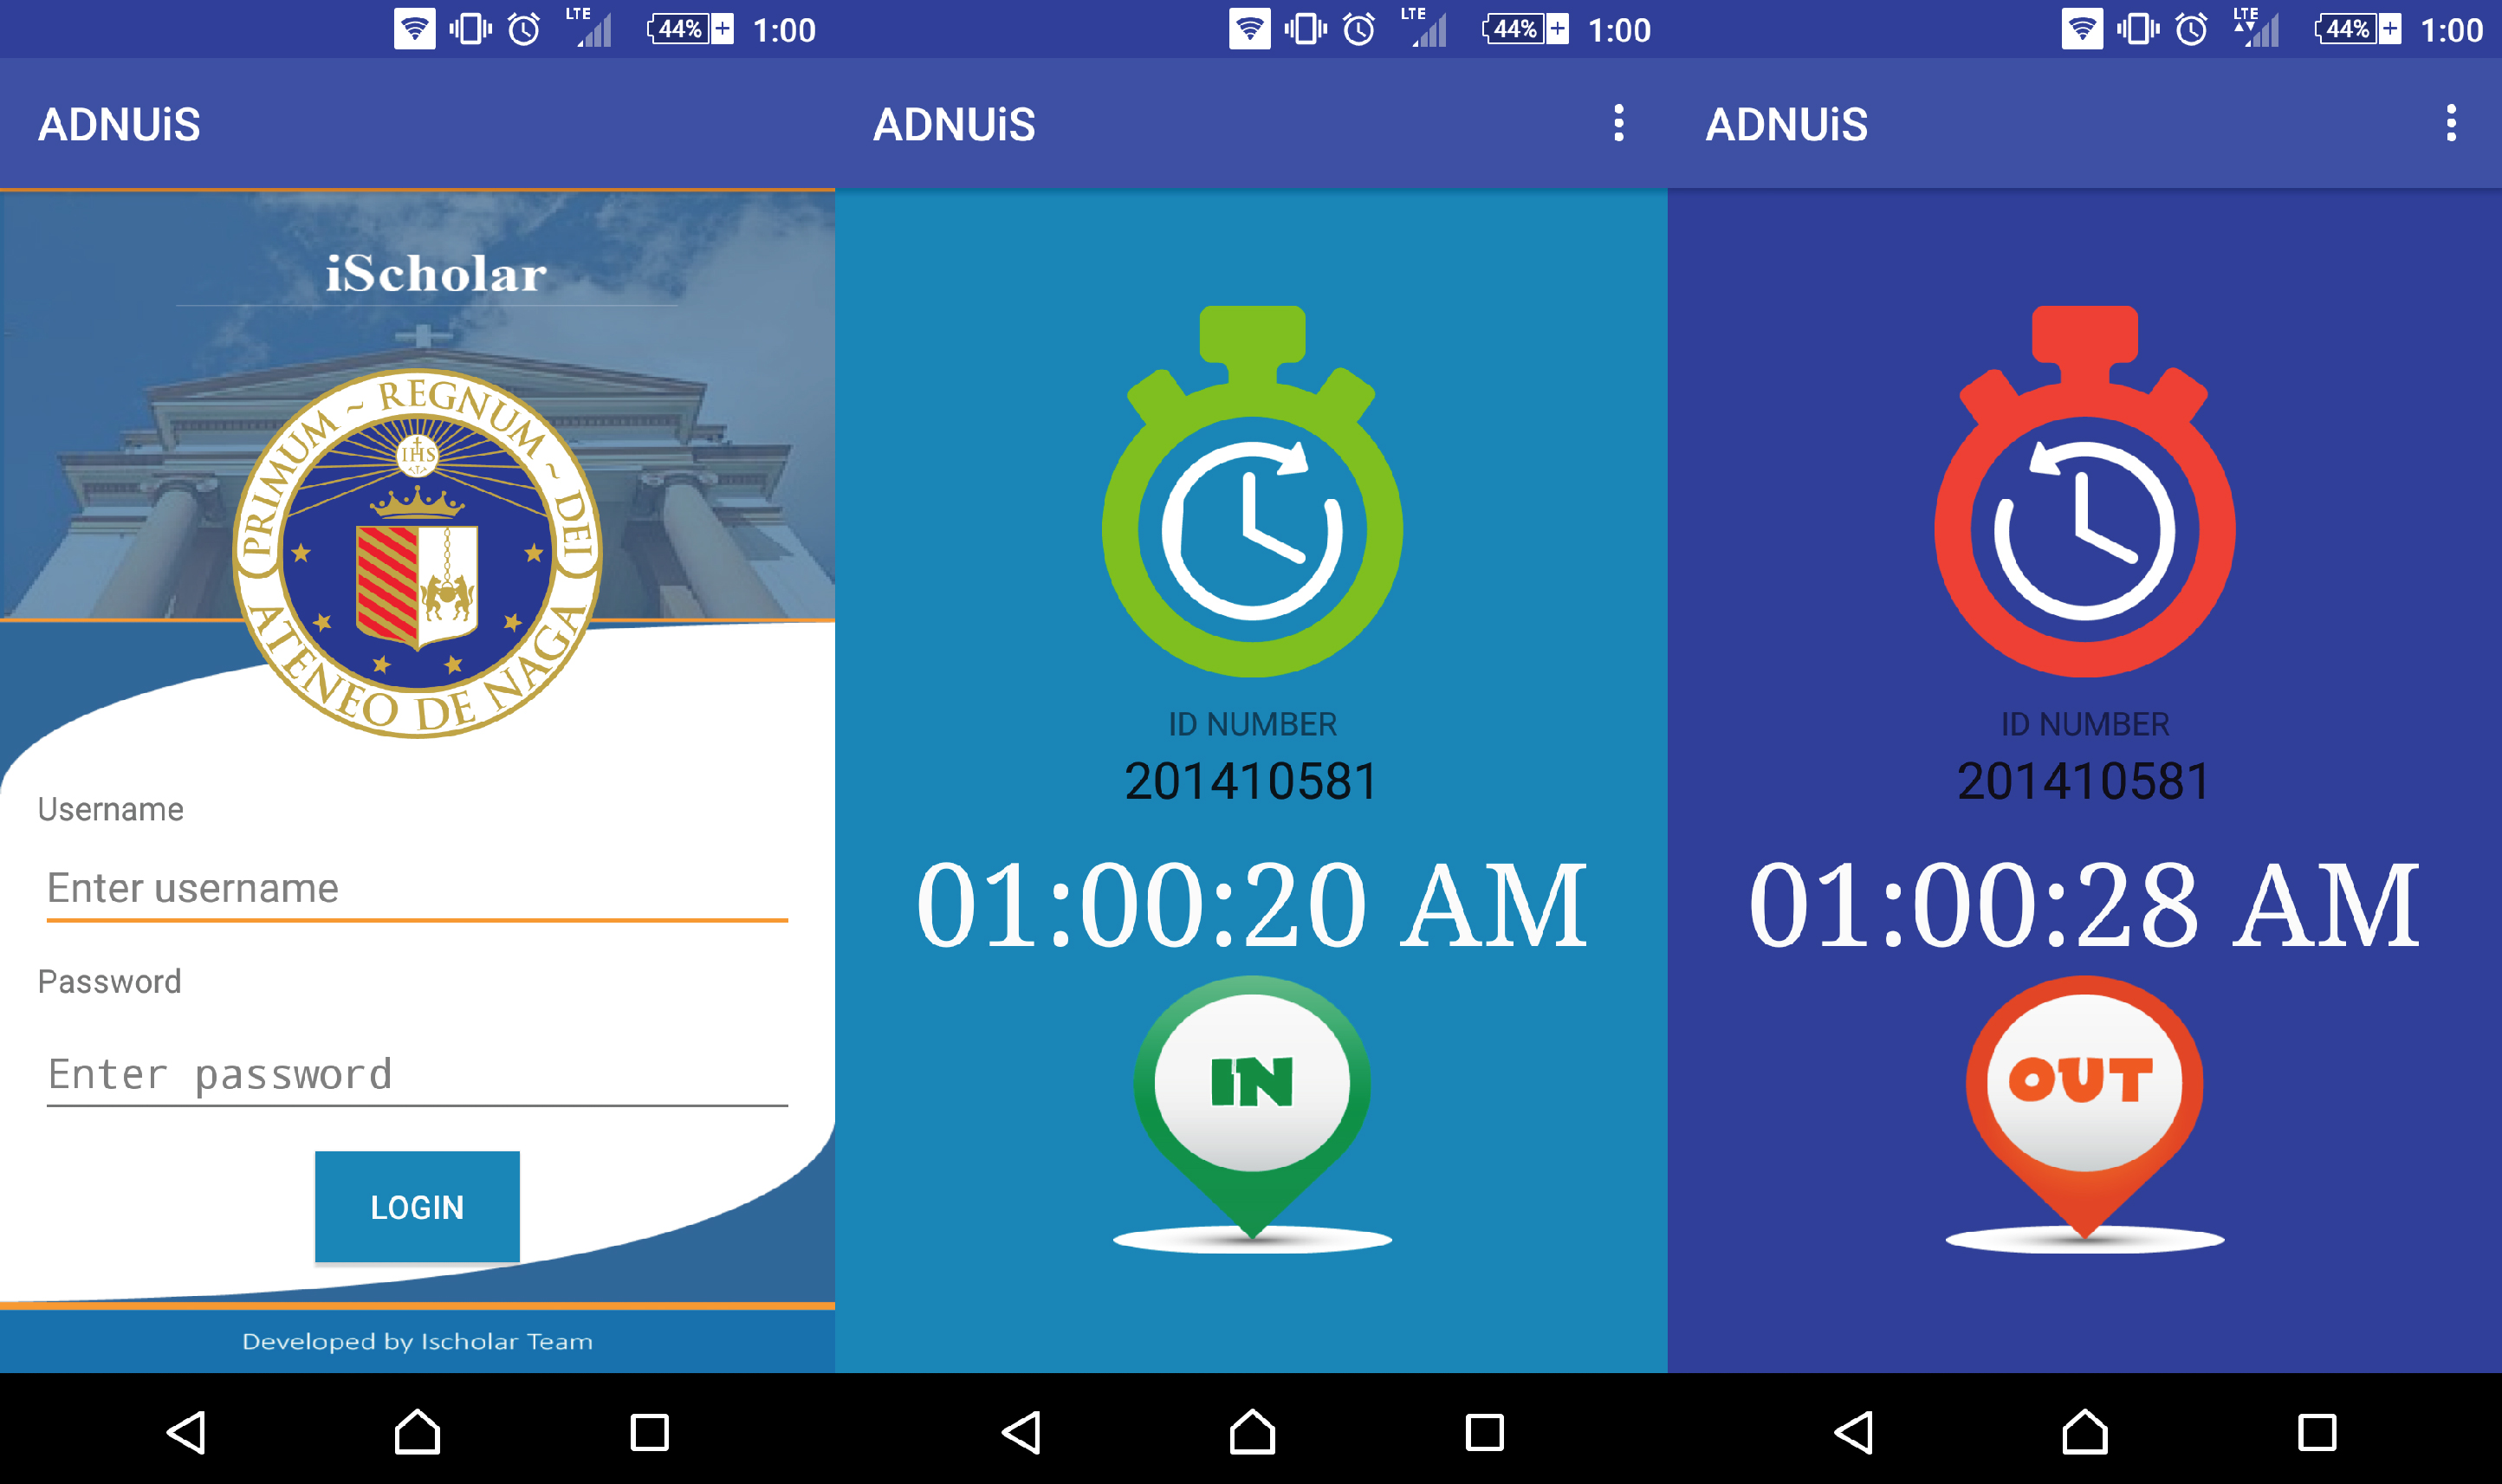 LTE 44% 1:00
ADNUiS
iScholar
PRIMUM ~ REGNUM ~ DEI
IHS
ATENEO DE NAGA
Username
Enter username
Password
Enter password
LOGIN
Developed by Ischolar Team
LTE 44% 1:00
ADNUiS
ID NUMBER
201410581
01:00:20 AM
IN
LTE 44% 1:00
ADNUiS
ID NUMBER
201410581
01:00:28 AM
OUT